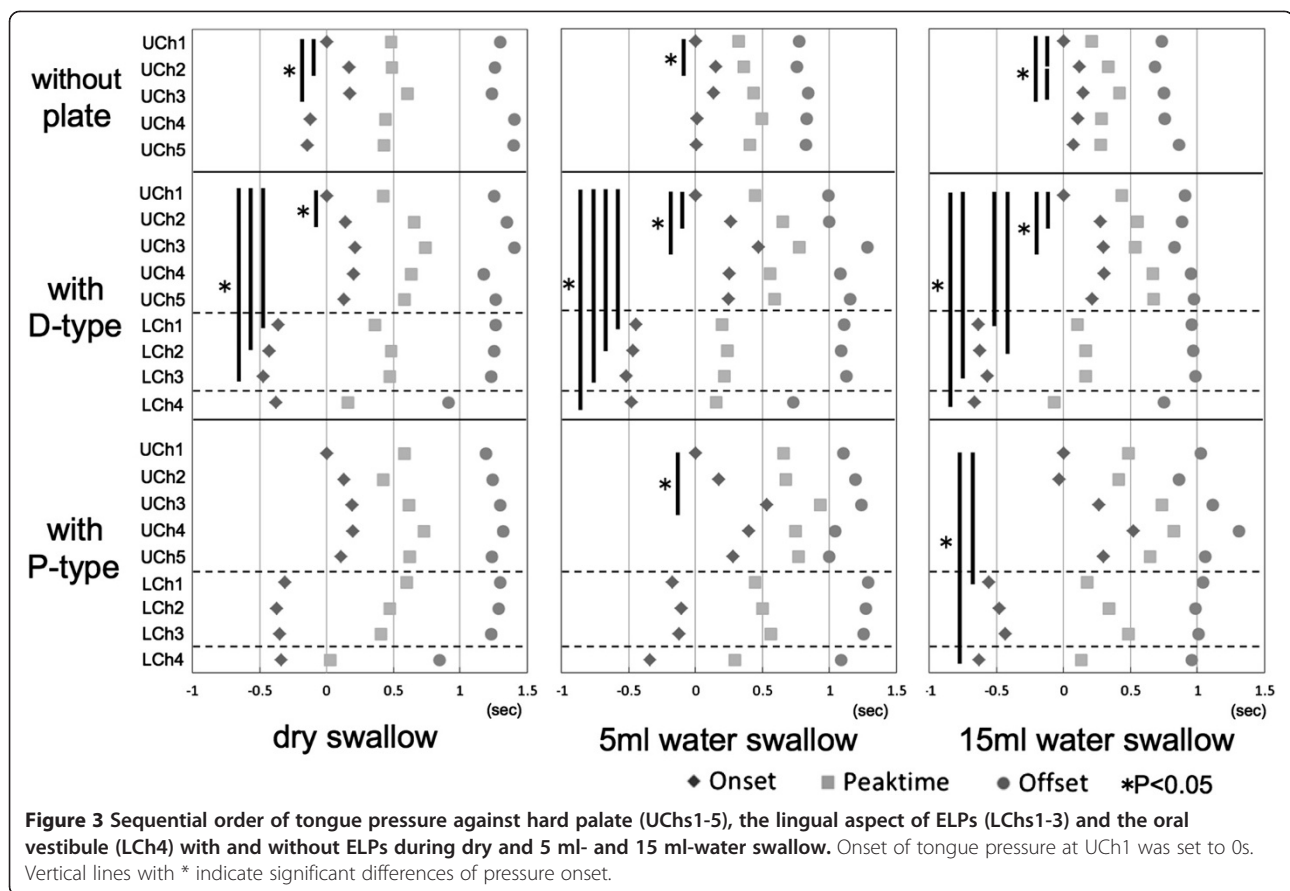 without
plate
UCh1
UCh2
UCh3
UCh4
UCh5
*
*
*
with
D-type
UCh1
UCh2
UCh3
UCh4
UCh5
LCh1
LCh2
LCh3
LCh4
*
*
*
*
*
*
with
P-type
UCh1
UCh2
UCh3
UCh4
UCh5
LCh1
LCh2
LCh3
LCh4
*
*
-1 -0.5 0 0.5 1 1.5
(sec)
-1 -0.5 0 0.5 1 1.5
(sec)
-1 -0.5 0 0.5 1 1.5
(sec)
dry swallow
5ml water swallow
15ml water swallow
Onset Peaktime Offset *P<0.05
Figure 3 Sequential order of tongue pressure against hard palate (UChs1-5), the lingual aspect of ELPs (LChs1-3) and the oral
vestibule (LCh4) with and without ELPs during dry and 5 ml- and 15 ml-water swallow. Onset of tongue pressure at UCh1 was set to 0s.
Vertical lines with * indicate significant differences of pressure onset.